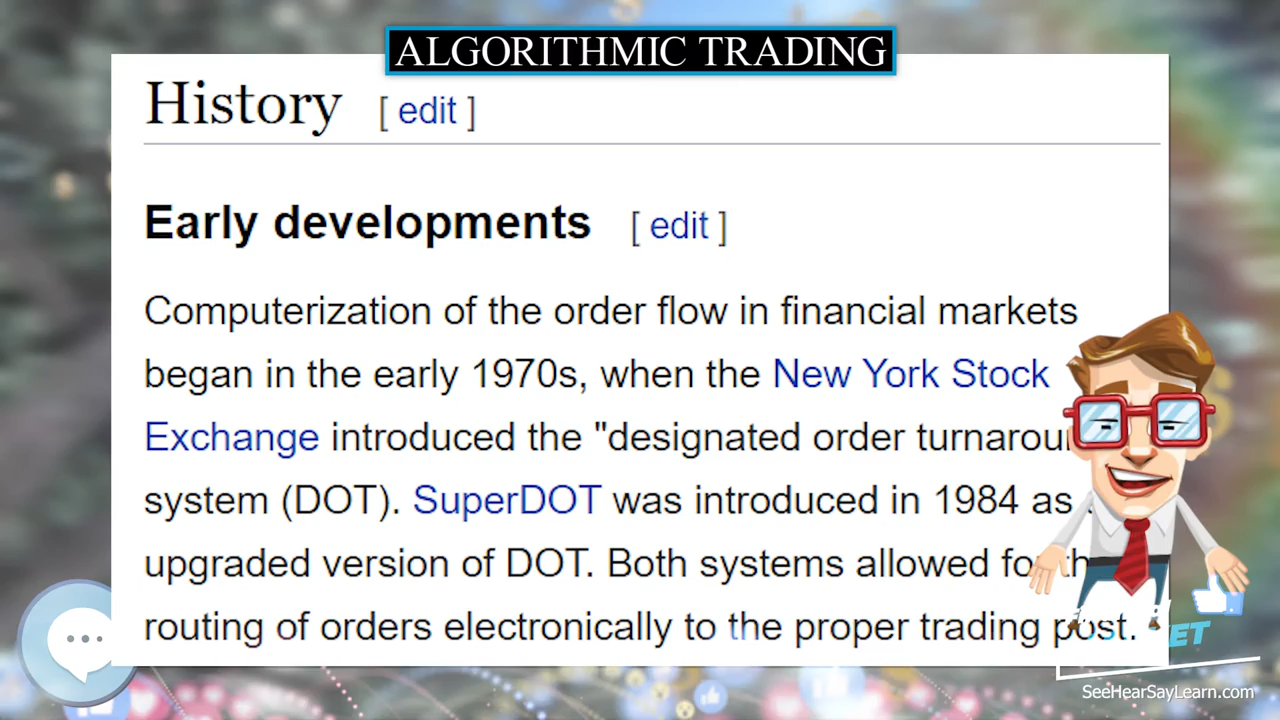 ALGORITHMIC TRADING
History [ edit ]
Early developments [ edit ]
Computerization of the order flow in financial markets
began in the early 1970s, when the New York Stock
Exchange introduced the "designated order
system (DOT). SuperDOT was introduced in 1984 as
upgraded version of DOT. Both systems allowed
routing of orders electronically to the proper trading post.
SeeHearSayLearn.com